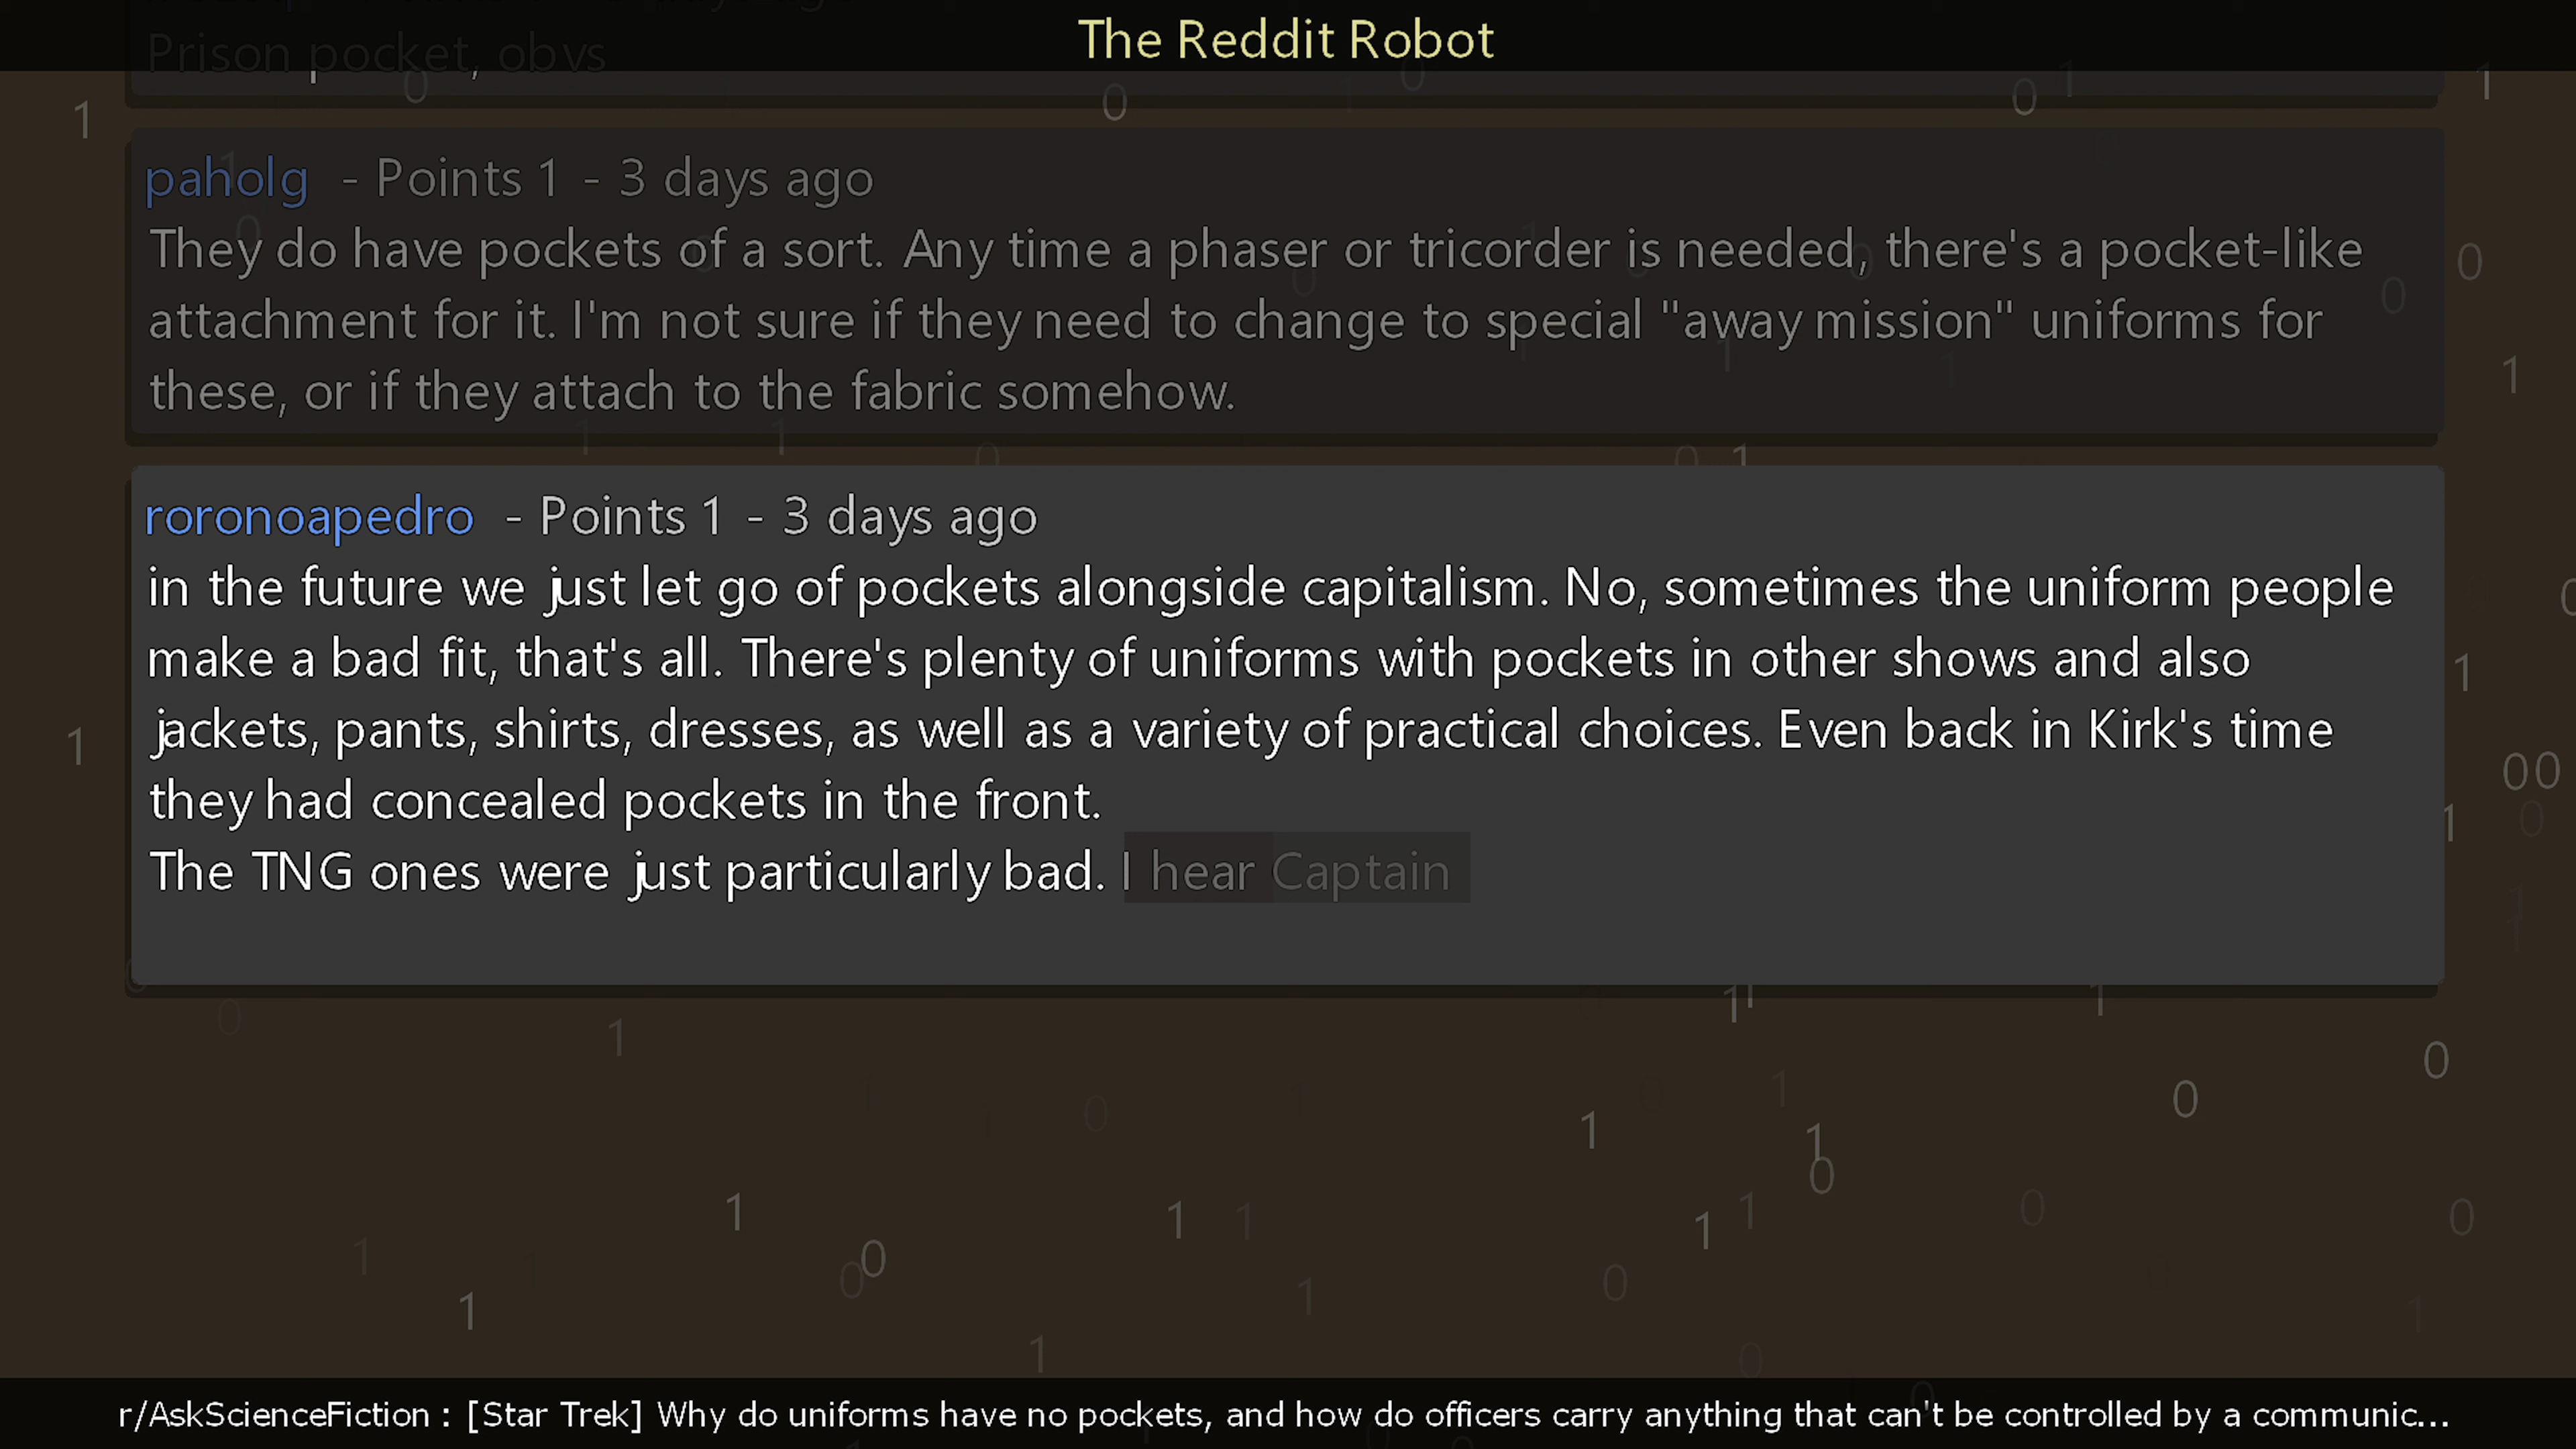 The Reddit Robot
Prison pocket, obvs
paholg - Points 1 - 3 days ago
They do have pockets of a sort. Any time a phaser or tricorder is needed, there's a pocket-like
attachment for it. I'm not sure if they need to change to special "away mission" uniforms for
these, or if they attach to the fabric somehow.
roronoapedro - Points 1 - 3 days ago
in the future we just let go of pockets alongside capitalism. No, sometimes the uniform people
make a bad fit, that's all. There's plenty of uniforms with pockets in other shows and also
jackets, pants, shirts, dresses, as well as a variety of practical choices. Even back in Kirk's time
they had concealed pockets in the front.
The TNG ones were just particularly bad. I hear Captain
r/AskScienceFiction : [Star Trek] Why do uniforms have no pockets, and how do officers carry anything that can't be controlled by a communic...